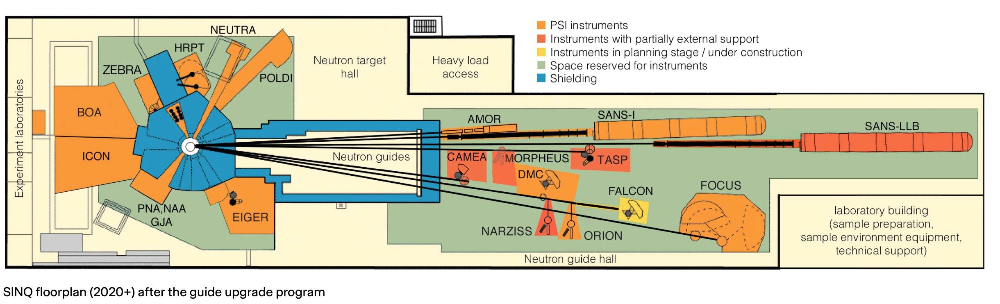 NEUTRA
HRPT
ZEBRA
POLDI
BOA
ICON
Experiment laboratories
PNA,NAA
GJA
EIGER
Neutron target
hall
Heavy load
access
PSI instruments
Instruments with partially external support
Instruments in planning stage / under construction
Space reserved for instruments
Shielding
AMOR
SANS-I
SANS-LLB
Neutron guides
CAMEA
MORPHEUS
TASP
DMC
FALCON
FOCUS
NARZISS
ORION
Neutron guide hall
laboratory building
(sample preparation,
sample environment equipment,
technical support)
SINQ floorplan (2020+) after the guide upgrade program